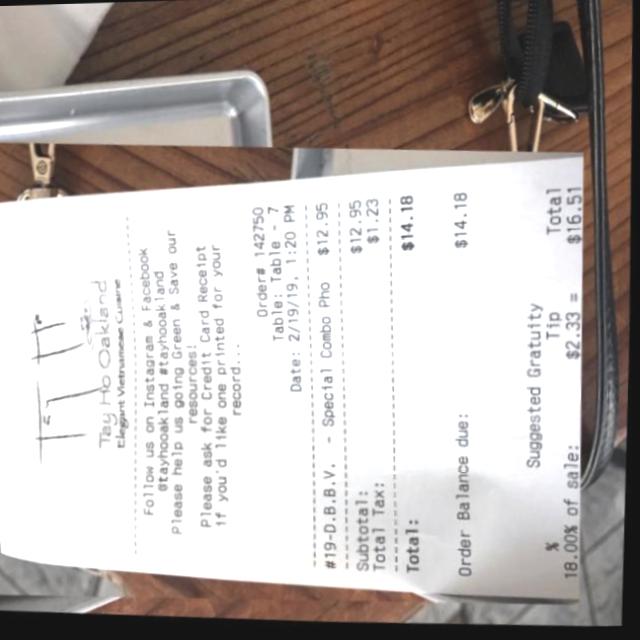 Tay Ho Oakland
Elegant Vietnamese Cuisine
Follow us on Instagram & Facebook
@tayhooakland #tayhooakland
Please help us going Green & Save our
resources!
Please ask for Credit Card Receipt
if you'd like one printed for your
record...
Order# 142750
Table: Table - 7
Date: 2/19/19, 1:20 PM
#19-D.B.B.V. - Special Combo Pho $12.95
Subtotal: $12.95
Total Tax: $1.23
Total: $14.18
Order Balance due: $14.18
Suggested Gratuity
% Tip Total
18.00% of sale: $2.33 = $16.51